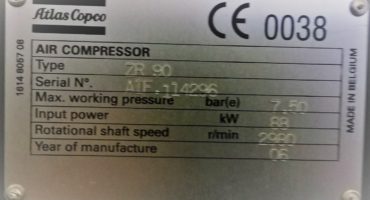 Atlas Copco
CE 0038
AIR COMPRESSOR
Type ZR 90
Serial N°. AIF.114296
Max. working pressure bar(e) 7.50
Input power kW 88
Rotational shaft speed r/min 2980
Year of manufacture 06
1614 8057 08
MADE IN BELGIUM